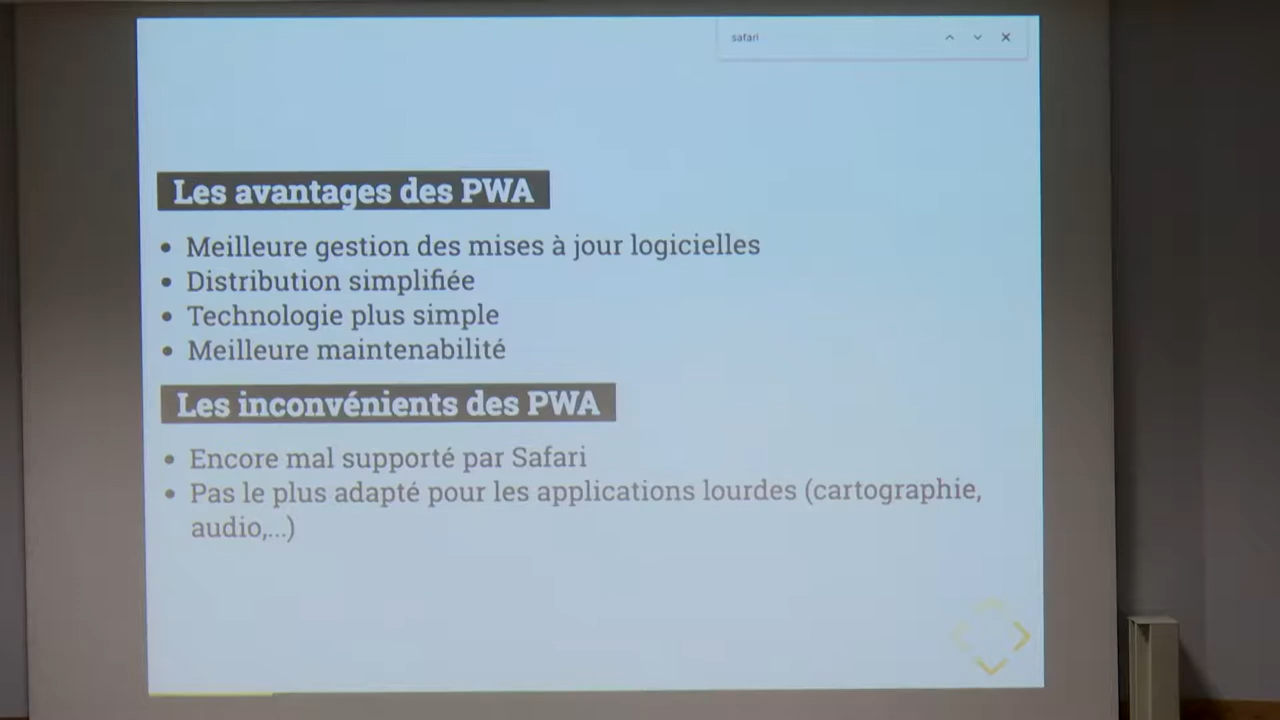 safari
Les avantages des PWA
Meilleure gestion des mises à jour logicielles
Distribution simplifiée
Technologie plus simple
Meilleure maintenabilité
Les inconvénients des PWA
Encore mal supporté par Safari
Pas le plus adapté pour les applications lourdes (cartographie,
audio,...)